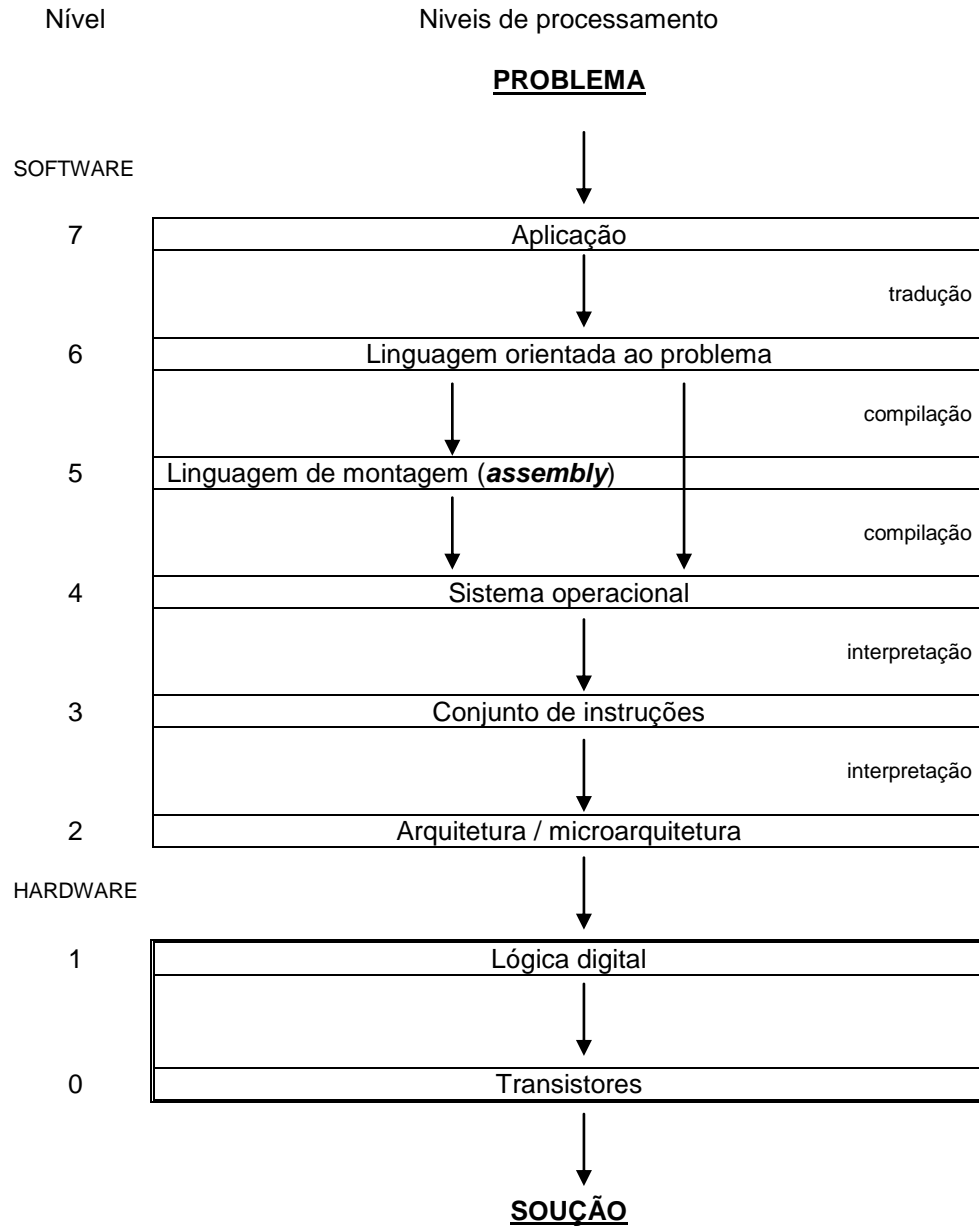 Nível Niveis de processamento
PROBLEMA
SOFTWARE
7 Aplicação
tradução
6 Linguagem orientada ao problema
compilação
5 Linguagem de montagem (assembly)
compilação
4 Sistema operacional
interpretação
3 Conjunto de instruções
interpretação
2 Arquitetura / microarquitetura
HARDWARE
1 Lógica digital
0 Transistores
SOUÇÃO